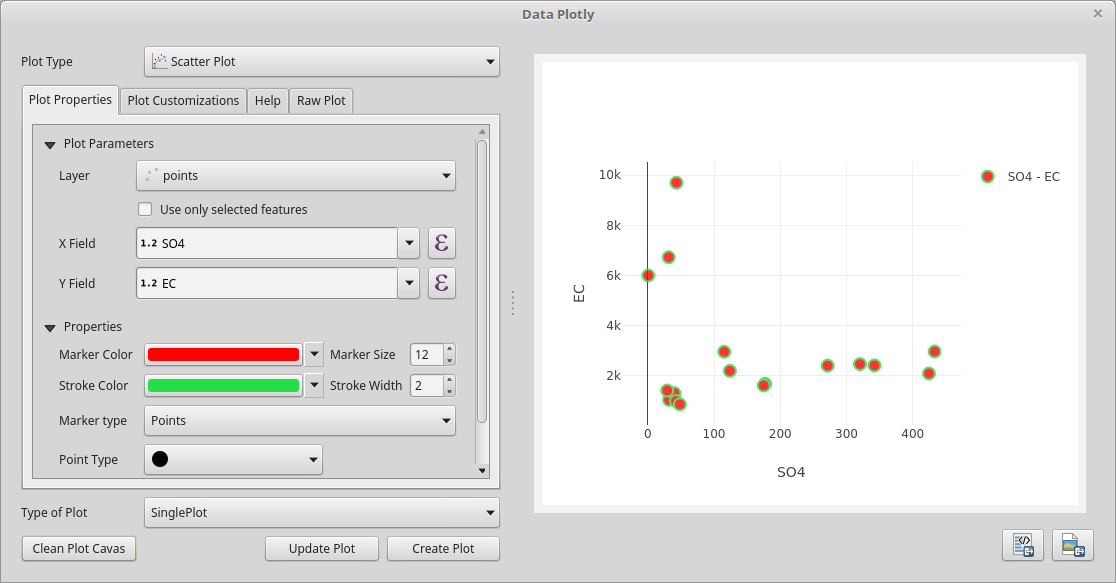 Data Plotly
Plot Type
Scatter Plot
Plot Properties
Plot Customizations
Help
Raw Plot
Plot Parameters
Layer
points
Use only selected features
X Field
1.2 SO4
ε
Y Field
1.2 EC
ε
Properties
Marker Color
Marker Size
12
Stroke Color
Stroke Width
2
Marker type
Points
Point Type
Type of Plot
SinglePlot
Clean Plot Cavas
Update Plot
Create Plot
10k
8k
6k
4k
2k
EC
0 100 200 300 400
SO4
SO4 - EC